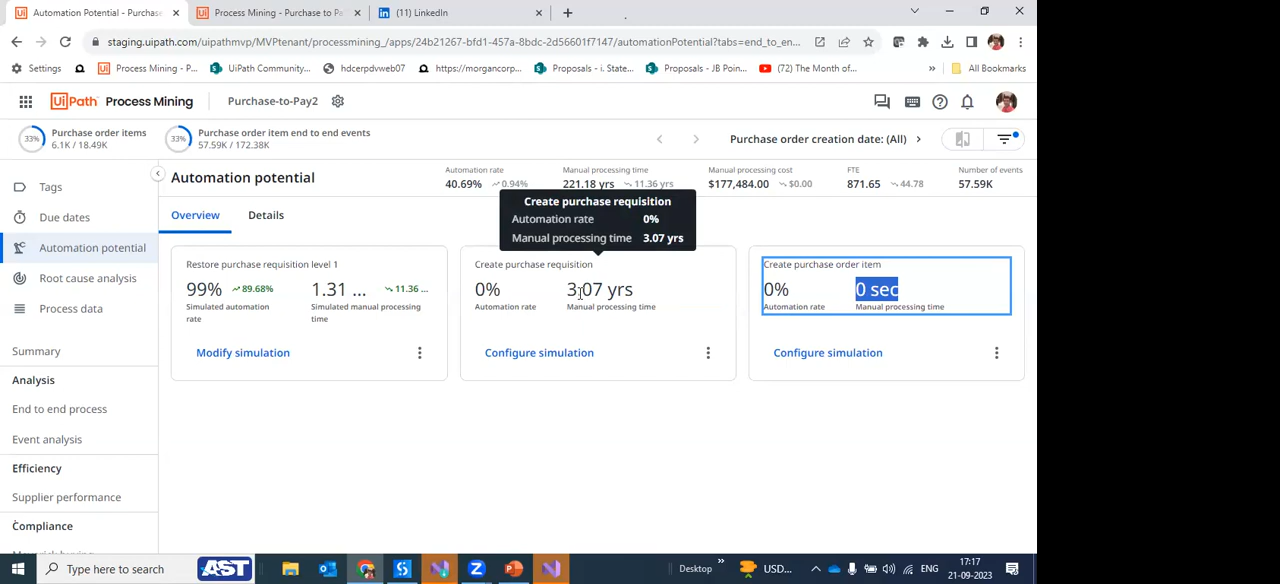 Automation Potential - Purchase
Process Mining - Purchase to Pa
(11) LinkedIn
staging.uipath.com/uipathmvp/MVPtenant/processmining_/apps/24b21267-bfd1-457a-8bdc-2d56601f7147/automationPotential?tabs=end_to_en...
Settings
Process Mining - P...
UiPath Community...
hdcerpdvweb07
https://morgancorp...
Proposals - i. State...
Proposals - JB Poin...
(72) The Month of...
»
All Bookmarks
UiPath Process Mining
Purchase-to-Pay2
33% Purchase order items
6.1K / 18.49K
33% Purchase order item end to end events
57.59K / 172.38K
Purchase order creation date: (All)
Tags
Due dates
Automation potential
Root cause analysis
Process data
Summary
Analysis
End to end process
Event analysis
Efficiency
Supplier performance
Compliance
Automation potential
Automation rate
40.69% 0.94%
Manual processing time
221.18 yrs 11.36 yrs
Manual processing cost
$177,484.00 $0.00
FTE
871.65 44.78
Number of events
57.59K
Overview
Details
Create purchase requisition
Automation rate 0%
Manual processing time 3.07 yrs
Restore purchase requisition level 1
99% 89.68% 1.31 ... 11.36 ...
Simulated automation rate
Simulated manual processing time
Modify simulation
Create purchase requisition
0% 3.07 yrs
Automation rate Manual processing time
Configure simulation
Create purchase order item
0% 0 sec
Automation rate Manual processing time
Configure simulation
Type here to search
AST
Desktop
»
USD...
ENG
17:17
21-09-2023